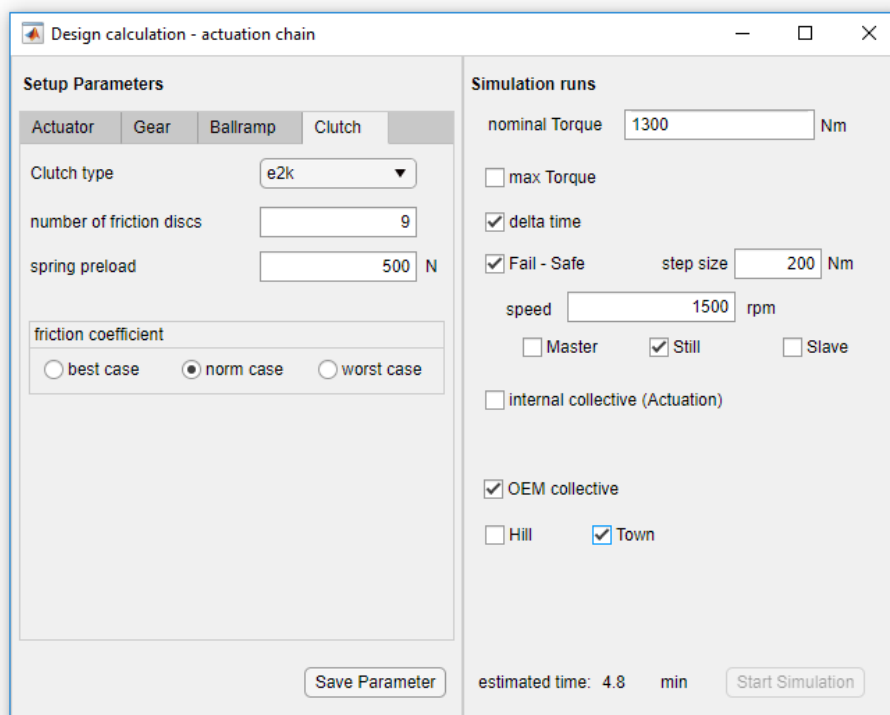 Design calculation - actuation chain
Setup Parameters
Actuator Gear Ballramp Clutch
Clutch type e2k
number of friction discs 9
spring preload 500 N
friction coefficient
best case norm case worst case
Save Parameter
Simulation runs
nominal Torque 1300 Nm
max Torque
delta time
Fail - Safe step size 200 Nm
speed 1500 rpm
Master Still Slave
internal collective (Actuation)
OEM collective
Hill Town
estimated time: 4.8 min Start Simulation